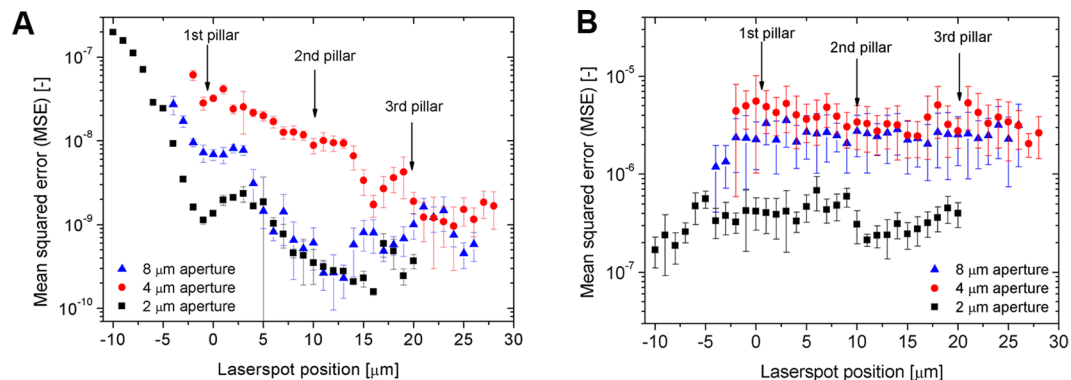 A
Mean squared error (MSE) [-]
10⁻⁷
10⁻⁸
10⁻⁹
10⁻¹⁰
1st pillar
2nd pillar
3rd pillar
8 μm aperture
4 μm aperture
2 μm aperture
-10 -5 0 5 10 15 20 25 30
Laserspot position [μm]
B
Mean squared error (MSE) [-]
10⁻⁵
10⁻⁶
10⁻⁷
1st pillar
2nd pillar
3rd pillar
8 μm aperture
4 μm aperture
2 μm aperture
-10 -5 0 5 10 15 20 25 30
Laserspot position [μm]